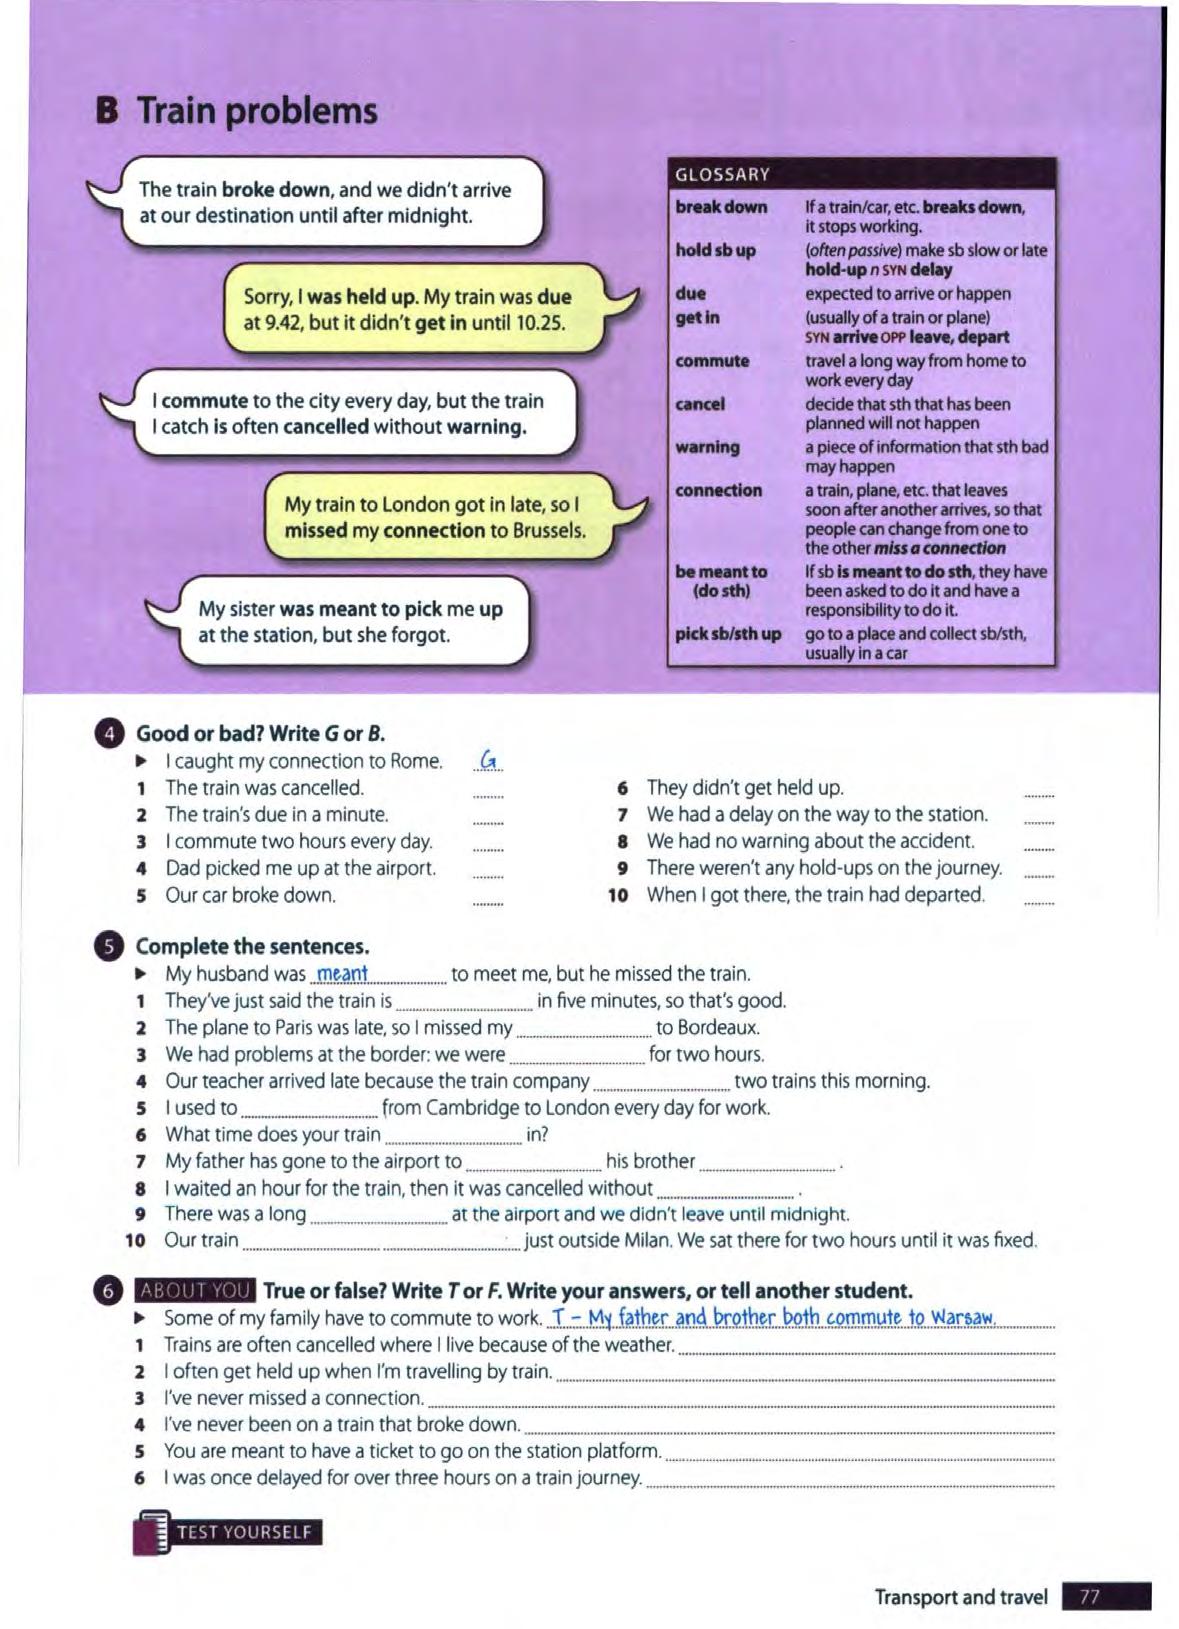 B Train problems
The train broke down, and we didn't arrive
at our destination until after midnight.
Sorry, I was held up. My train was due
at 9.42, but it didn't get in until 10.25.
I commute to the city every day, but the train
I catch is often cancelled without warning.
My train to London got in late, so I
missed my connection to Brussels.
My sister was meant to pick me up
at the station, but she forgot.
GLOSSARY
break down If a train/car, etc. breaks down,
it stops working.
hold sb up (often passive) make sb slow or late
hold-up n SYN delay
due expected to arrive or happen
get in (usually of a train or plane)
SYN arrive OPP leave, depart
commute travel a long way from home to
work every day
cancel decide that sth that has been
planned will not happen
warning a piece of information that sth bad
may happen
connection a train, plane, etc. that leaves
soon after another arrives, so that
people can change from one to
the other miss a connection
be meant to If sb is meant to do sth, they have
(do sth) been asked to do it and have a
responsibility to do it.
pick sb/sth up go to a place and collect sb/sth,
usually in a car
4 Good or bad? Write G or B.
► I caught my connection to Rome. G
1 The train was cancelled.
2 The train's due in a minute.
3 I commute two hours every day.
4 Dad picked me up at the airport.
5 Our car broke down.
6 They didn't get held up.
7 We had a delay on the way to the station.
8 We had no warning about the accident.
9 There weren't any hold-ups on the journey.
10 When I got there, the train had departed.
5 Complete the sentences.
► My husband was meant to meet me, but he missed the train.
1 They've just said the train is ........ in five minutes, so that's good.
2 The plane to Paris was late, so I missed my ........ to Bordeaux.
3 We had problems at the border: we were ........ for two hours.
4 Our teacher arrived late because the train company ........ two trains this morning.
5 I used to ........ from Cambridge to London every day for work.
6 What time does your train ........ in?
7 My father has gone to the airport to ........ his brother ........ .
8 I waited an hour for the train, then it was cancelled without ........ .
9 There was a long ........ at the airport and we didn't leave until midnight.
10 Our train ........ ........ just outside Milan. We sat there for two hours until it was fixed.
6 ABOUT YOU True or false? Write T or F. Write your answers, or tell another student.
► Some of my family have to commute to work. T – My father and brother both commute to Warsaw.
1 Trains are often cancelled where I live because of the weather.
2 I often get held up when I'm travelling by train.
3 I've never missed a connection.
4 I've never been on a train that broke down.
5 You are meant to have a ticket to go on the station platform.
6 I was once delayed for over three hours on a train journey.
TEST YOURSELF
Transport and travel 77